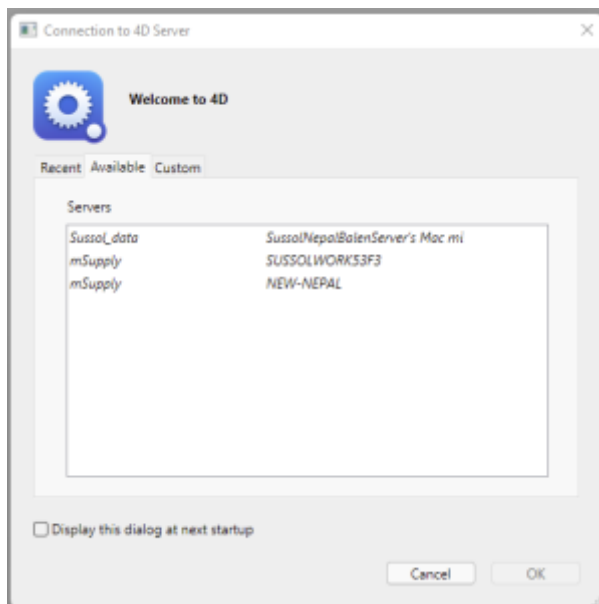 Connection to 4D Server
Welcome to 4D
Recent Available Custom
Servers
Sussol_data SussolNepalBalenServer's Mac mi
mSupply SUSSOLWORK53F3
mSupply NEW-NEPAL
Display this dialog at next startup
Cancel OK